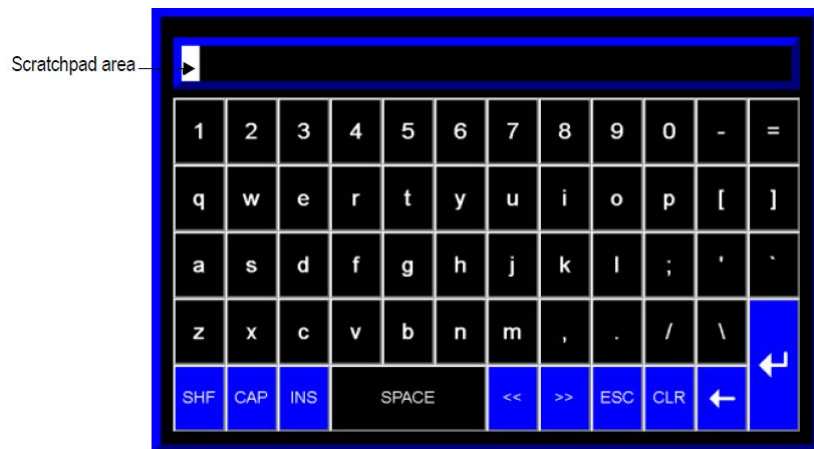 Scratchpad area
1 2 3 4 5 6 7 8 9 0 - =
q w e r t y u i o p [ ]
a s d f g h j k l ; ' `
z x c v b n m , . / \
SHF CAP INS SPACE << >> ESC CLR ← ↵